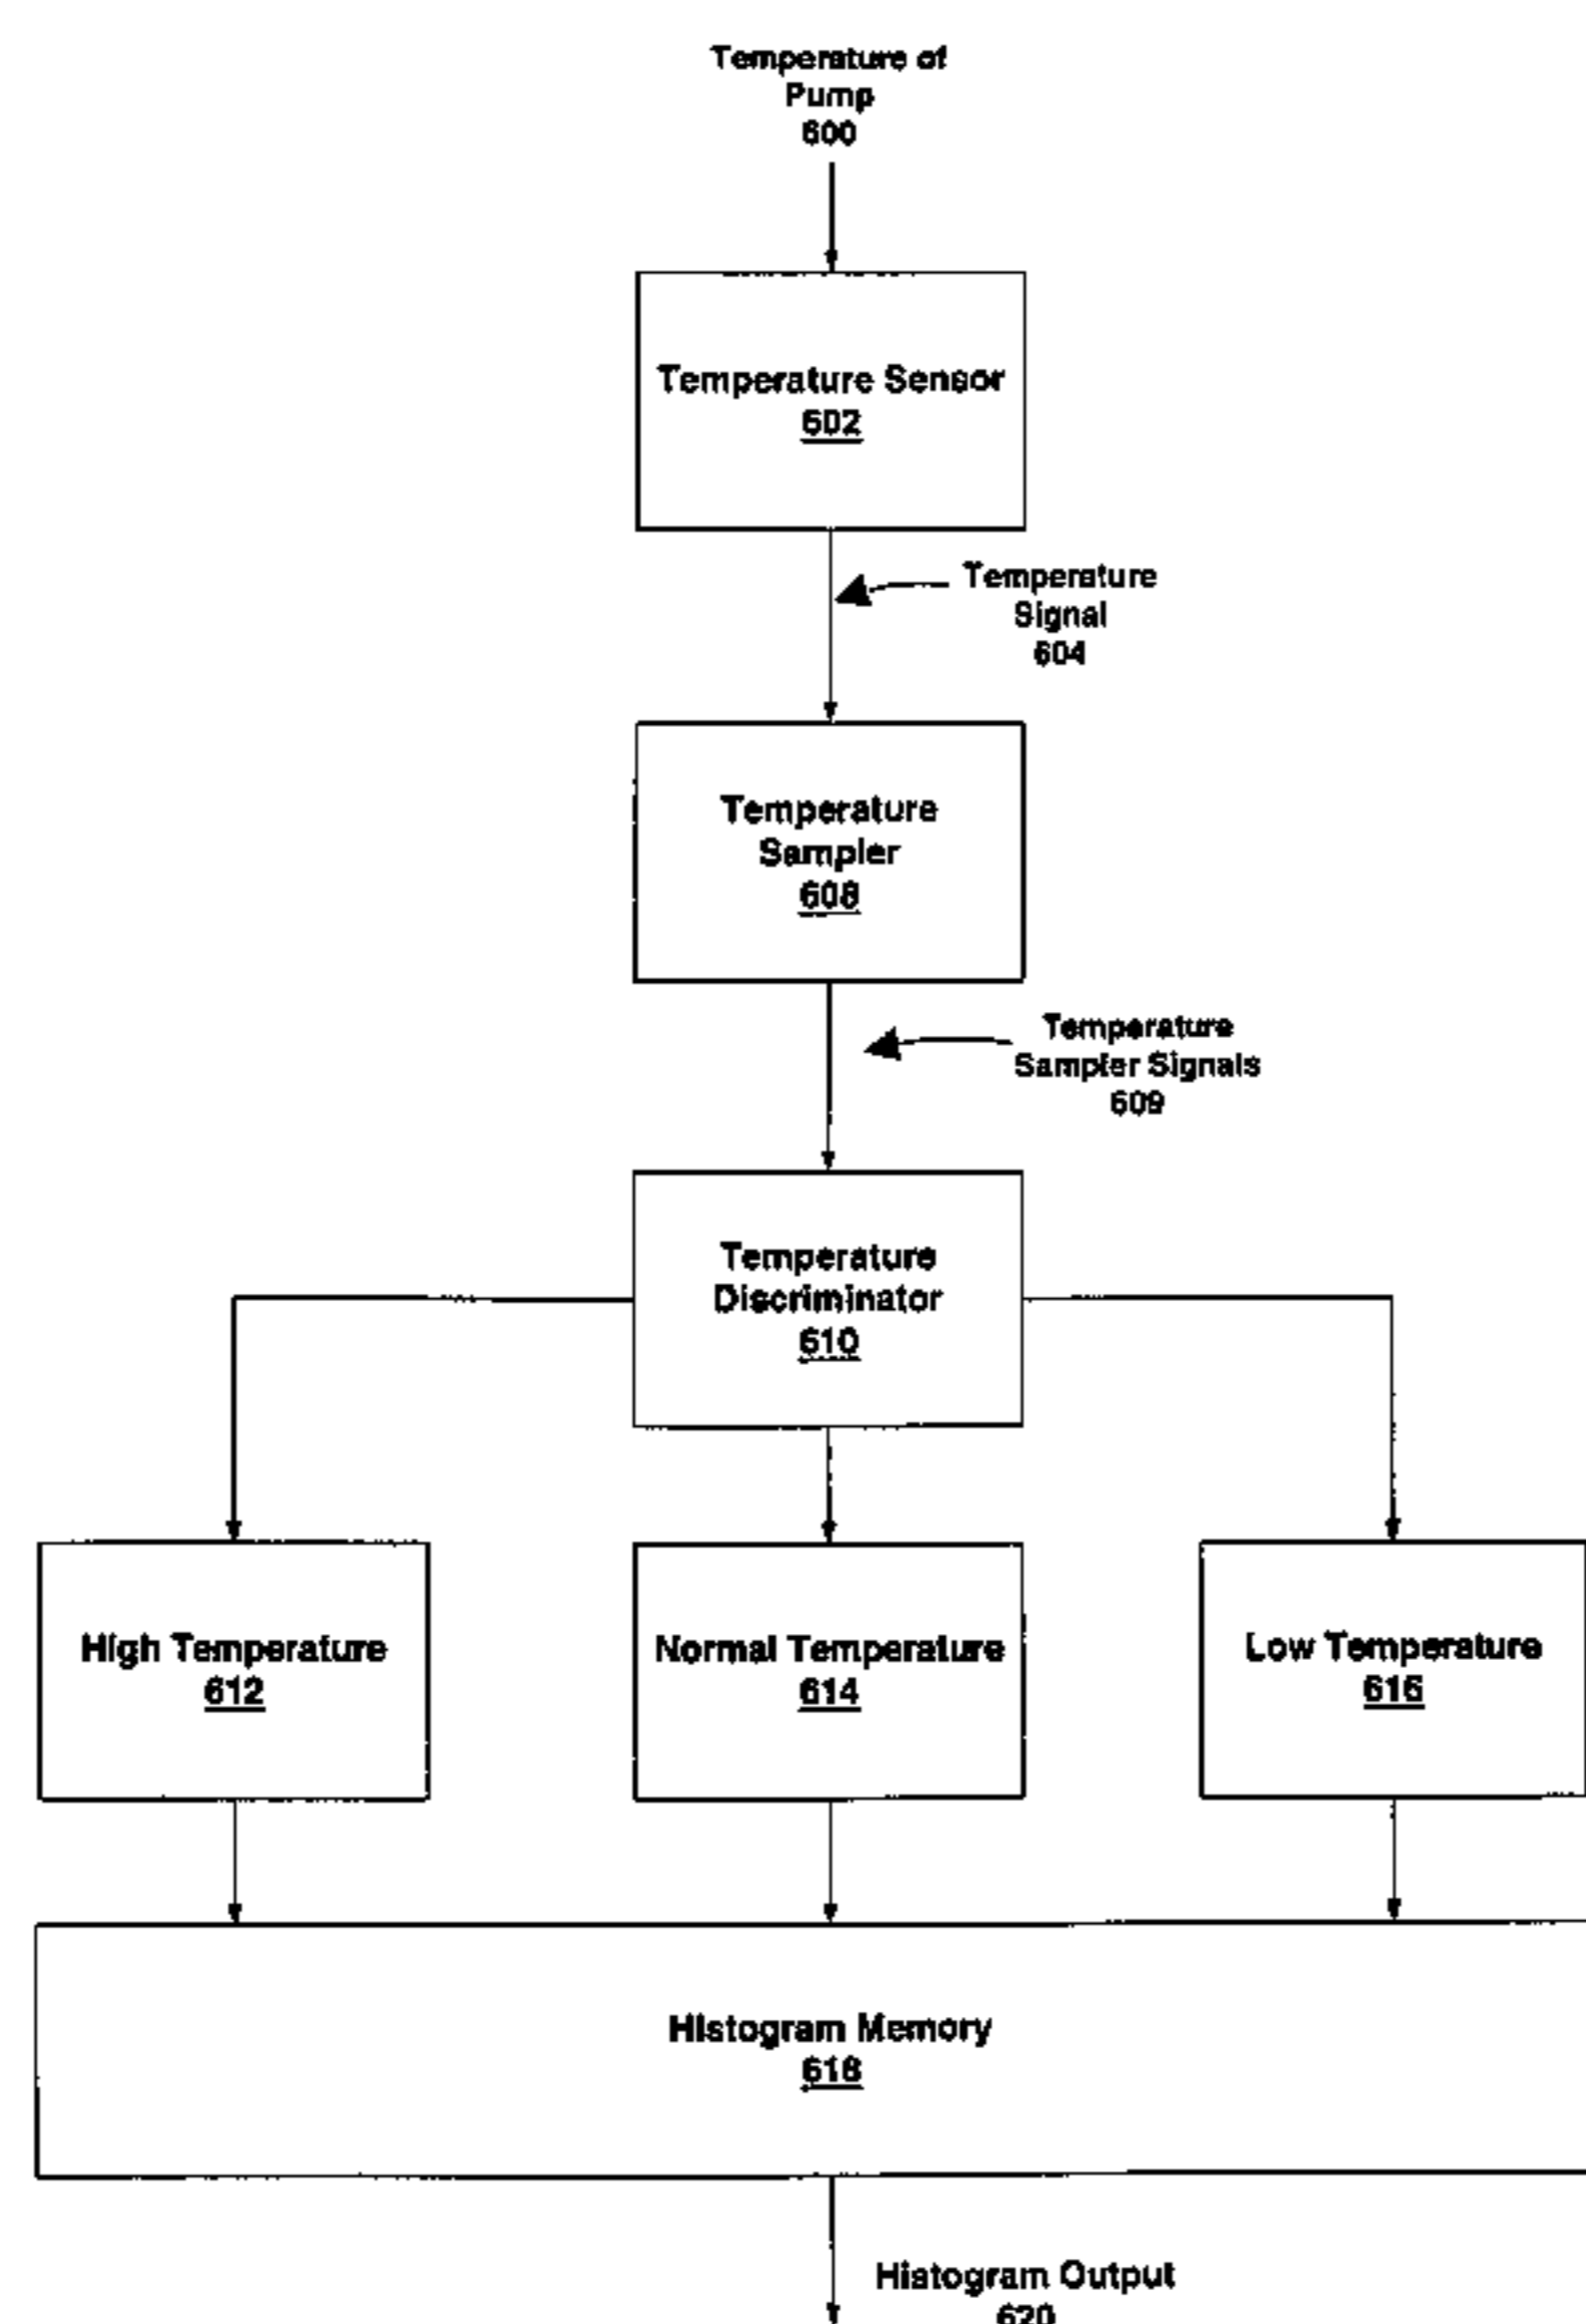 Temperature of
Pump
600
Temperature Sensor
602
Temperature
Signal
604
Temperature
Sampler
608
Temperature
Sampler Signals
609
Temperature
Discriminator
610
High Temperature
612
Normal Temperature
614
Low Temperature
616
Histogram Memory
618
Histogram Output
620